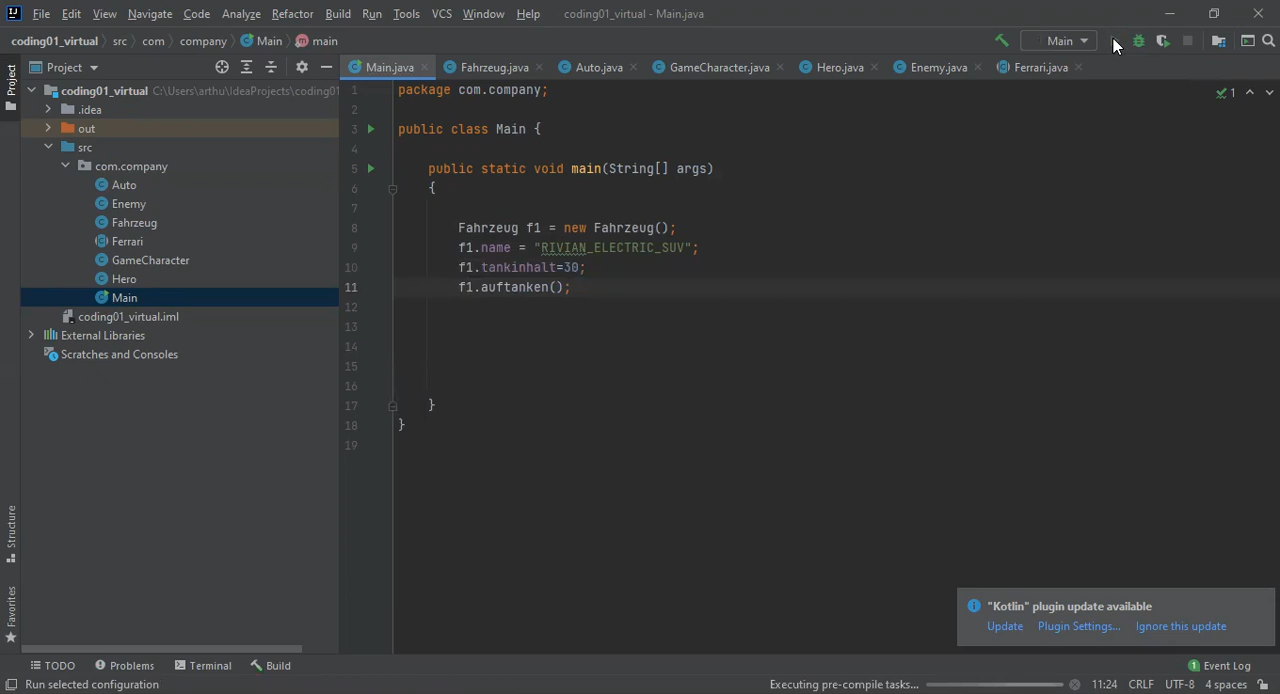 File Edit View Navigate Code Analyze Refactor Build Run Tools VCS Window Help coding01_virtual - Main.java
coding01_virtual src com company Main main Main
Project
Project
Main.java Fahrzeug.java Auto.java GameCharacter.java Hero.java Enemy.java Ferrari.java
coding01_virtual C:\Users\arthu\IdeaProjects\coding01
.idea
out
src
com.company
Auto
Enemy
Fahrzeug
Ferrari
GameCharacter
Hero
Main
coding01_virtual.iml
External Libraries
Scratches and Consoles
1
1 package com.company;
2
3 public class Main {
4
5 public static void main(String[] args)
6 {
7
8 Fahrzeug f1 = new Fahrzeug();
9 f1.name = "RIVIAN_ELECTRIC_SUV";
10 f1.tankinhalt=30;
11 f1.auftanken();
12
13
14
15
16
17 }
18 }
19
Structure
Favorites
"Kotlin" plugin update available
Update Plugin Settings... Ignore this update
TODO Problems Terminal Build 1 Event Log
Run selected configuration Executing pre-compile tasks... 11:24 CRLF UTF-8 4 spaces